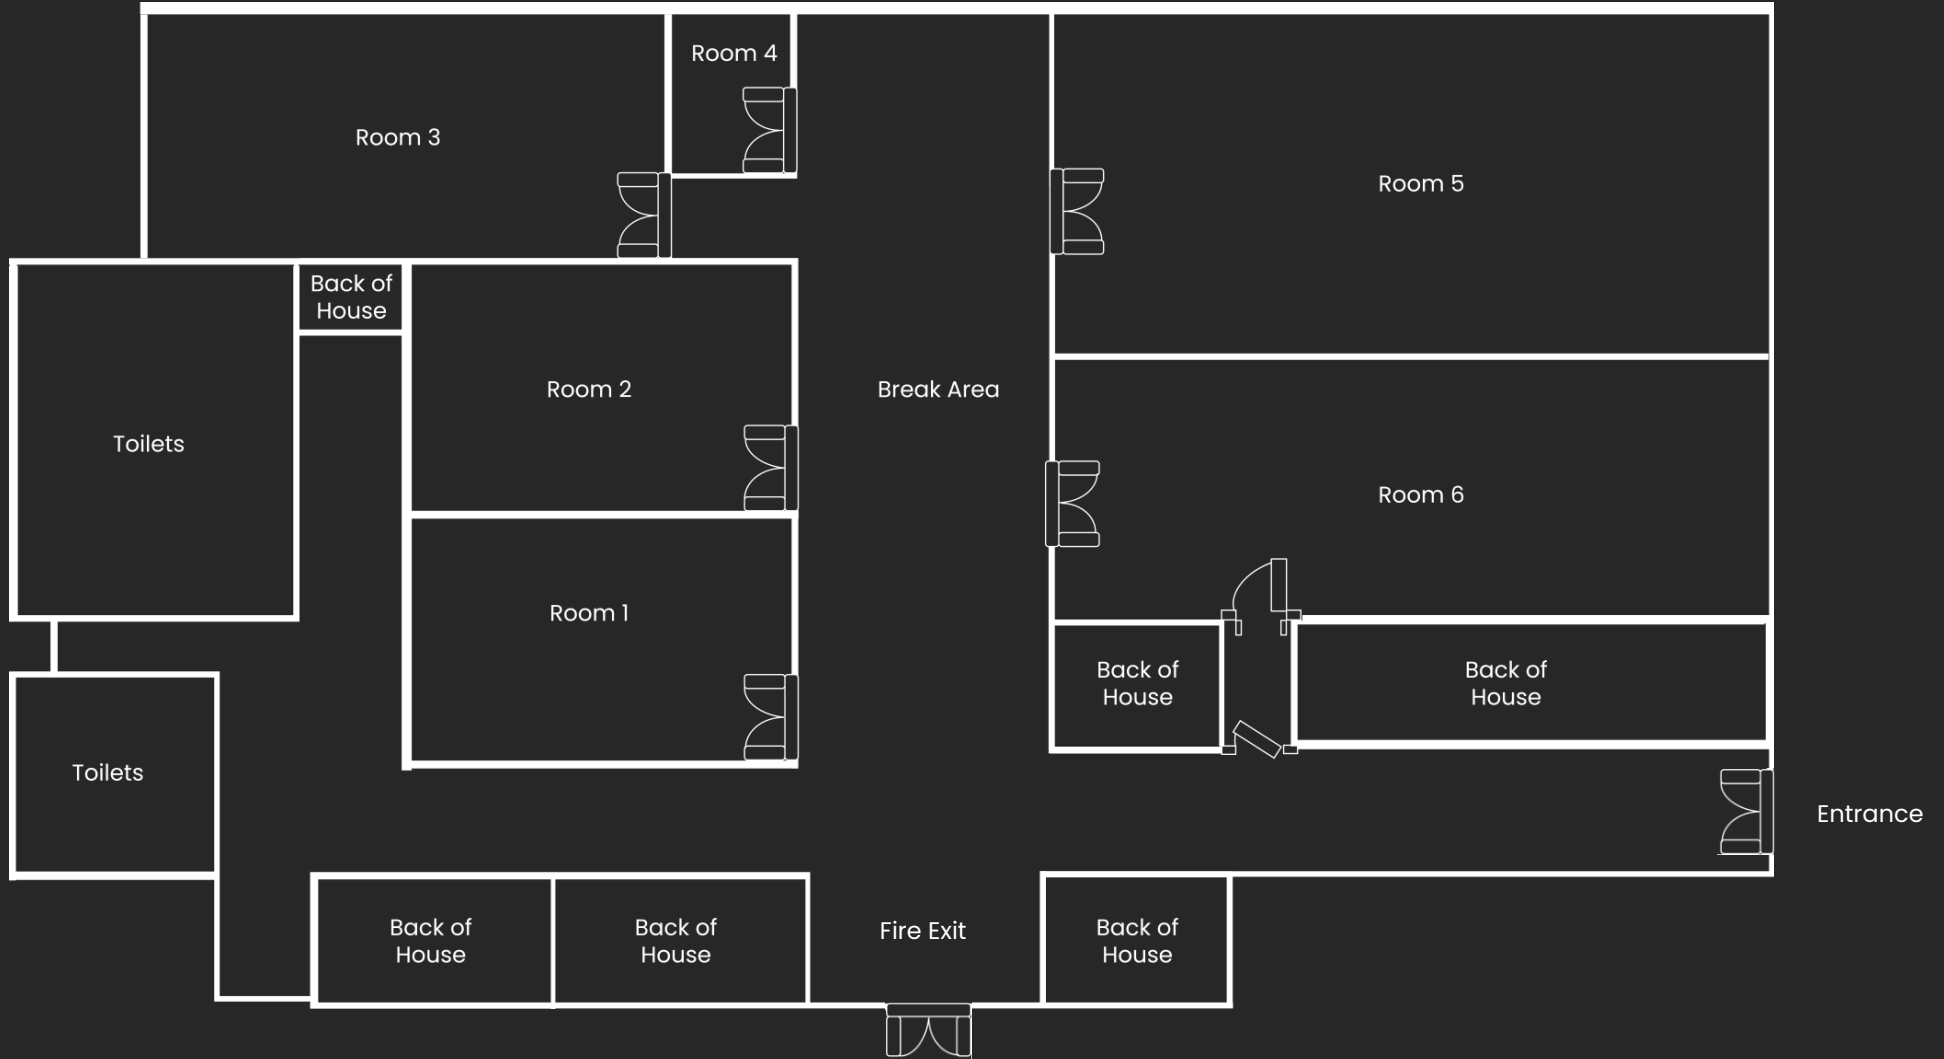 Room 4
Room 3
Room 5
Back of
House
Room 2
Break Area
Toilets
Room 6
Room 1
Back of
House
Back of
House
Toilets
Entrance
Back of
House
Back of
House
Fire Exit
Back of
House